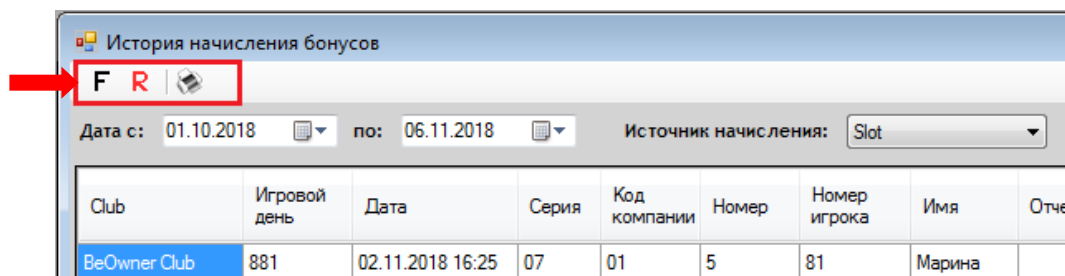 История начисления бонусов
F R
Дата с: 01.10.2018 по: 06.11.2018 Источник начисления: Slot
Club Игровой день Дата Серия Код компании Номер Номер игрока Имя Отче
BeOwner Club 881 02.11.2018 16:25 07 01 5 81 Марина